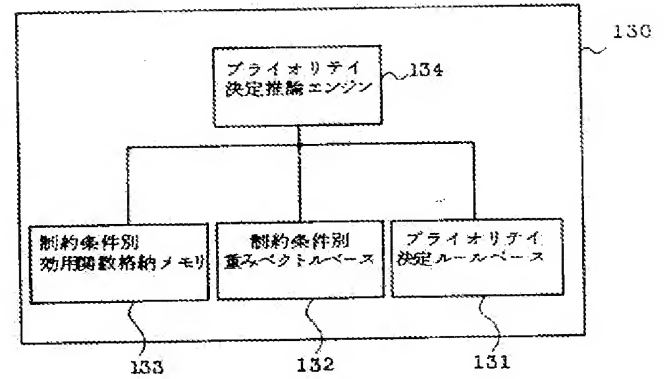 130
プライオリテイ
決定推論エンジン
134
制約条件別
効用関数格納メモリ
制約条件別
重みベクトルベース
プライオリテイ
決定ルールベース
133
132
131